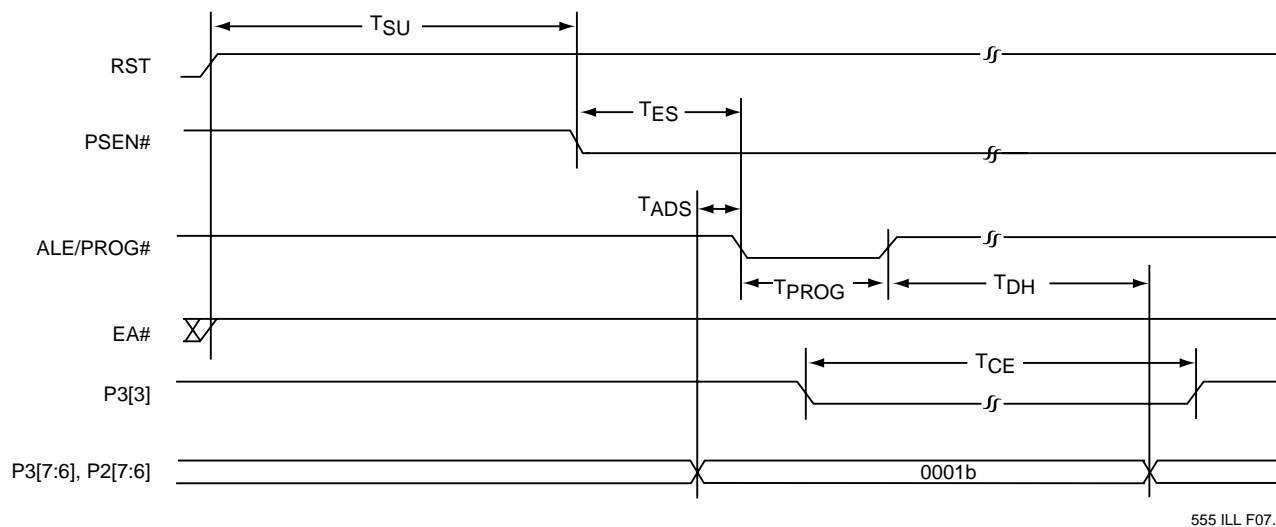 TSU
RST
TES
PSEN#
TADS
ALE/PROG#
TPROG
TDH
EA#
TCE
P3[3]
P3[7:6], P2[7:6]
0001b
555 ILL F07.